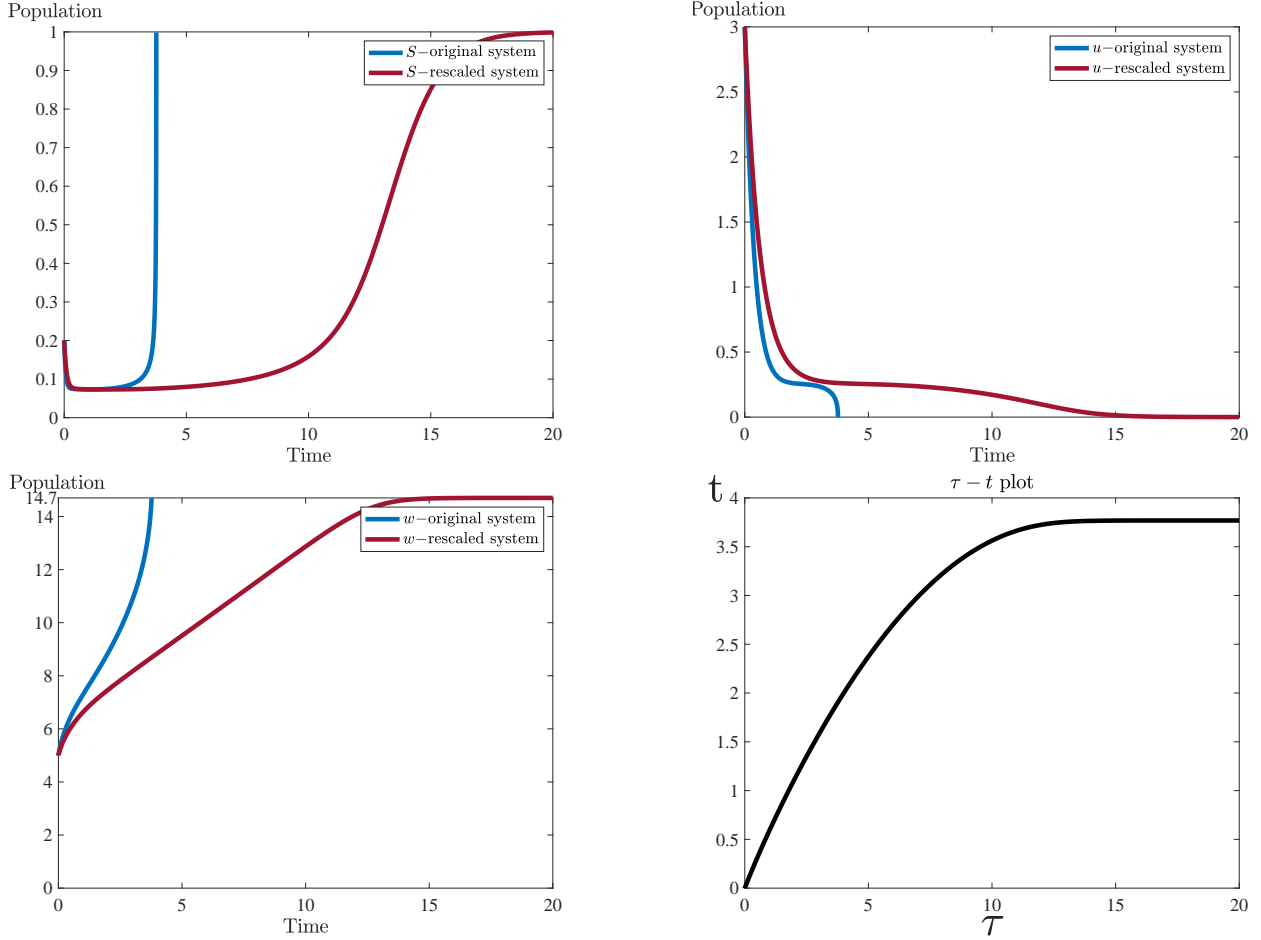 Population
1
0.9
0.8
0.7
0.6
0.5
0.4
0.3
0.2
0.1
0
0 5 10 15 20
Time
S−original system
S−rescaled system
Population
3
2.5
2
1.5
1
0.5
0
0 5 10 15 20
Time
u−original system
u−rescaled system
Population
14.7
14
12
10
8
6
4
2
0
0 5 10 15 20
Time
w−original system
w−rescaled system
τ − t plot
t
4
3.5
3
2.5
2
1.5
1
0.5
0
0 5 10 15 20
τ